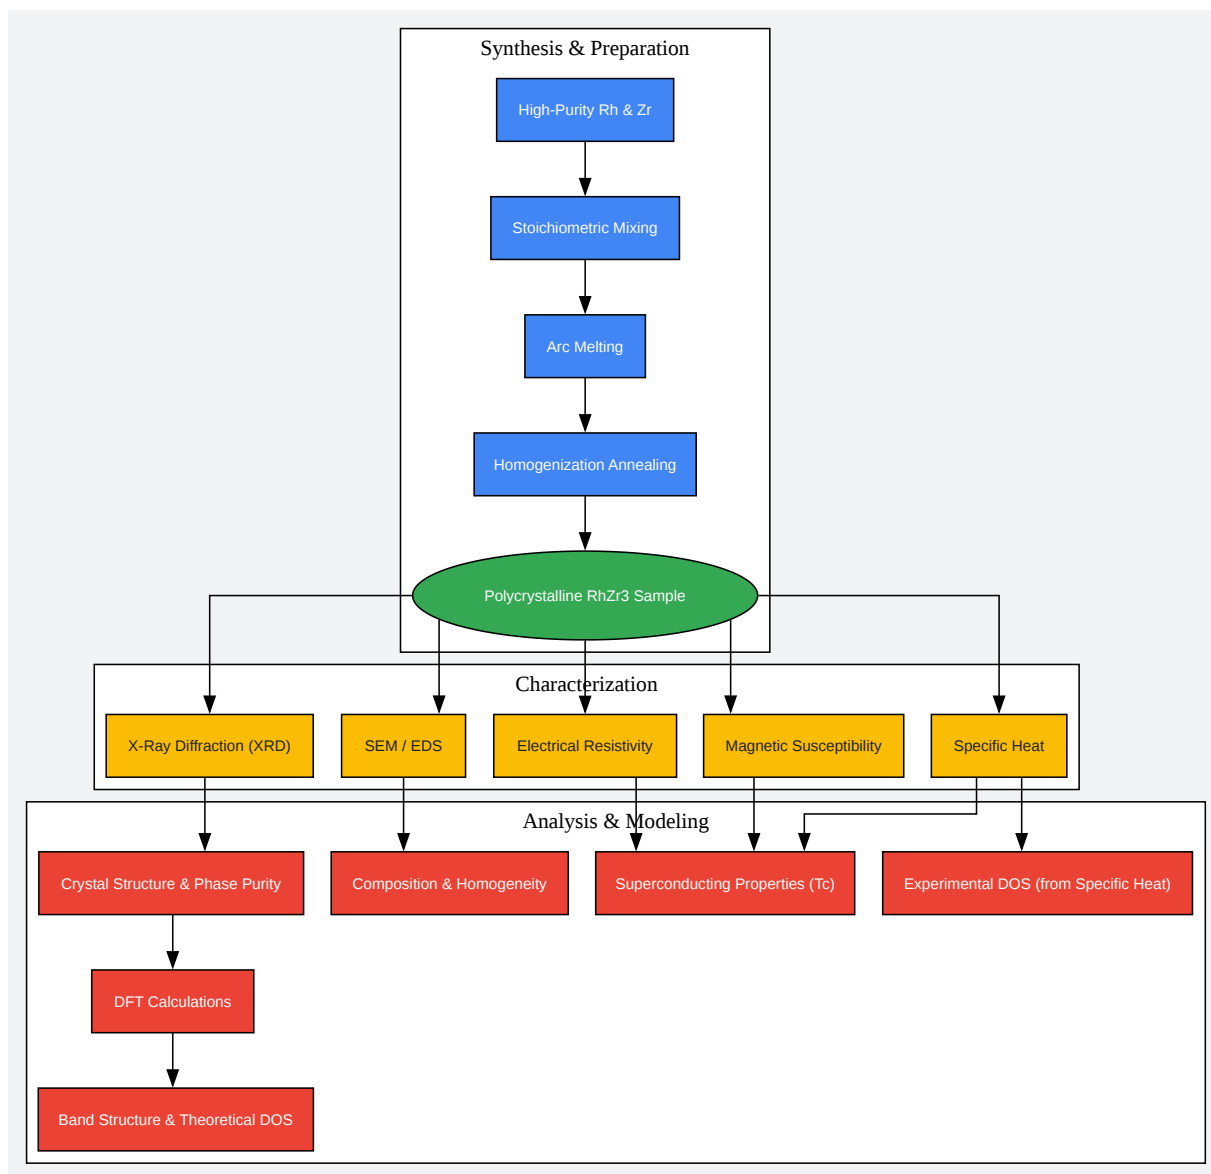 Synthesis & Preparation
High-Purity Rh & Zr
Stoichiometric Mixing
Arc Melting
Homogenization Annealing
Polycrystalline RhZr3 Sample
Characterization
X-Ray Diffraction (XRD)
SEM / EDS
Electrical Resistivity
Magnetic Susceptibility
Specific Heat
Analysis & Modeling
Crystal Structure & Phase Purity
Composition & Homogeneity
Superconducting Properties (Tc)
Experimental DOS (from Specific Heat)
DFT Calculations
Band Structure & Theoretical DOS